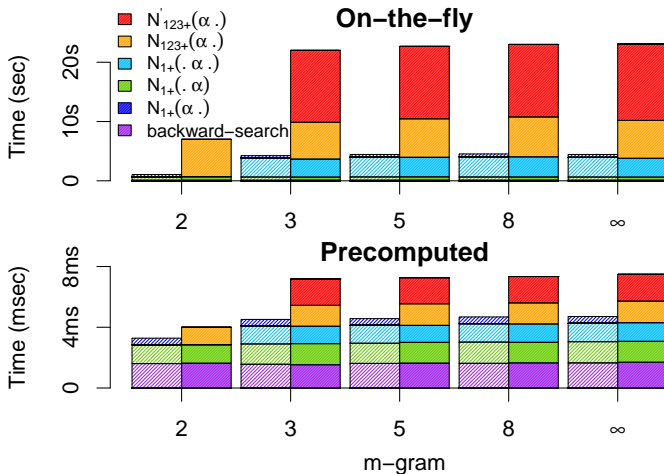 On−the−fly
N'123+(α .)
N123+(α .)
N1+(. α .)
N1+(. α)
N1+(α .)
backward−search
Time (sec)
20s
10s
0
2 3 5 8 ∞
Precomputed
Time (msec)
8ms
4ms
0
2 3 5 8 ∞
m−gram